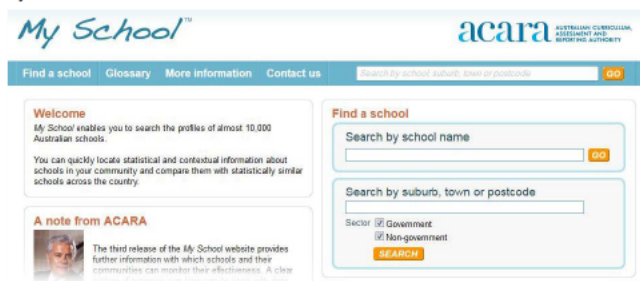 My School™
acara AUSTRALIAN CURRICULUM,
ASSESSMENT AND
REPORTING AUTHORITY
Find a school Glossary More information Contact us Search by school, suburb, town or postcode GO
Welcome
My School enables you to search the profiles of almost 10,000
Australian schools.
You can quickly locate statistical and contextual information about
schools in your community and compare them with statistically similar
schools across the country.
A note from ACARA
The third release of the My School website provides
further information with which schools and their
communities can monitor their effectiveness. A clear
Find a school
Search by school name
GO
Search by suburb, town or postcode
Sector Government
Non-government
SEARCH